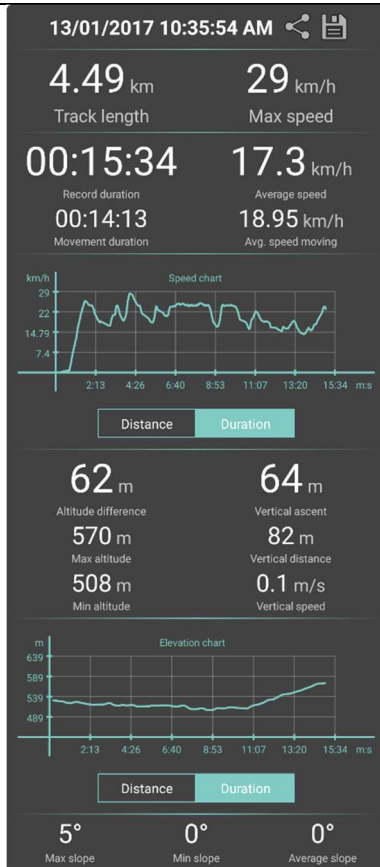 13/01/2017 10:35:54 AM
4.49 km 29 km/h
Track length Max speed
00:15:34 17.3 km/h
Record duration Average speed
00:14:13 18.95 km/h
Movement duration Avg. speed moving
km/h Speed chart
29
22
14.79
7.4
2:13 4:26 6:40 8:53 11:07 13:20 15:34 m:s
Distance Duration
62 m 64 m
Altitude difference Vertical ascent
570 m 82 m
Max altitude Vertical distance
508 m 0.1 m/s
Min altitude Vertical speed
m Elevation chart
639
589
539
489
2:13 4:26 6:40 8:53 11:07 13:20 15:34 m:s
Distance Duration
5° 0° 0°
Max slope Min slope Average slope